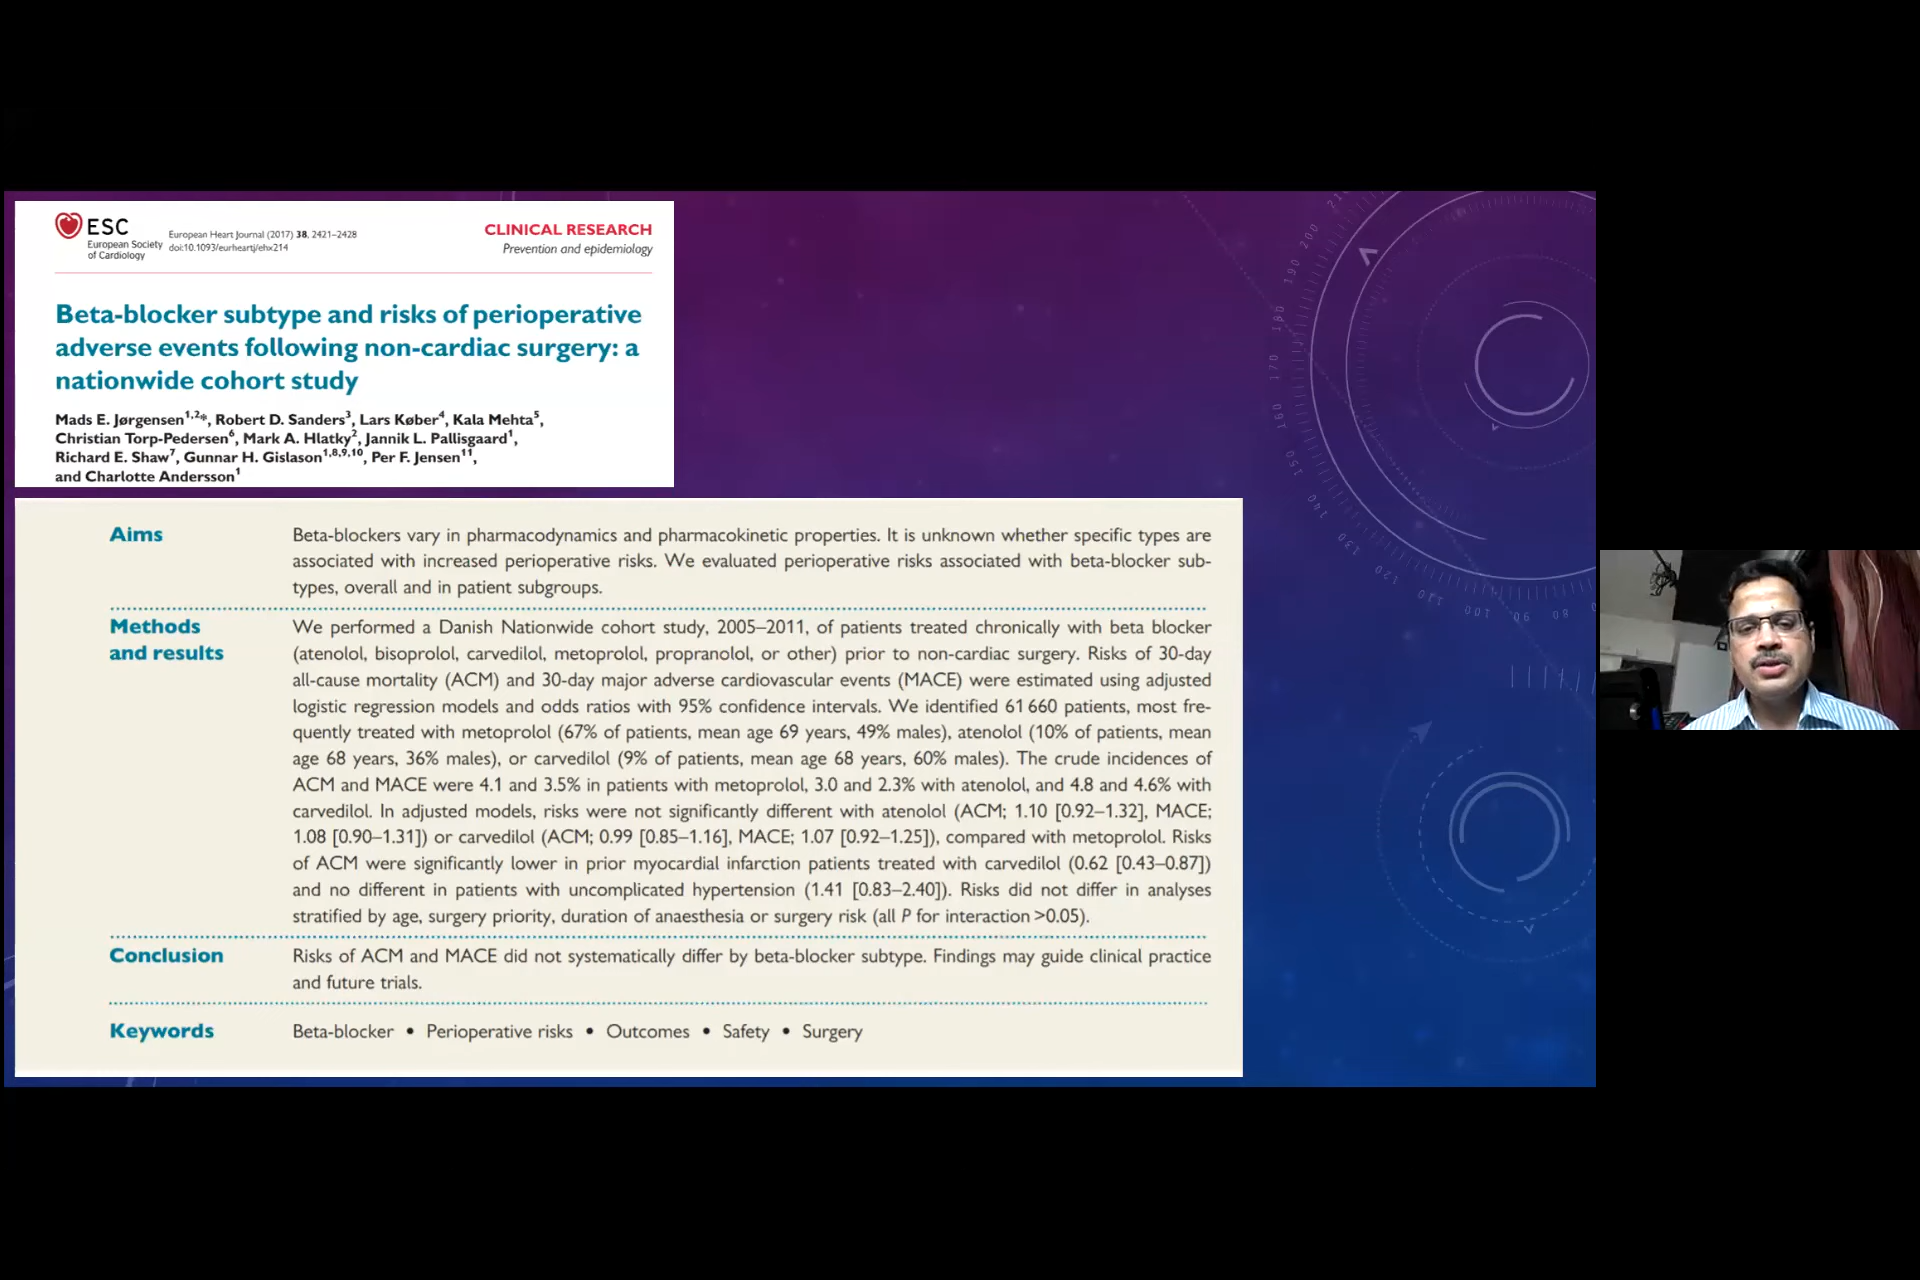 ESC
European Society
of Cardiology
European Heart Journal (2017) 38, 2421–2428
doi:10.1093/eurheartj/ehx214
CLINICAL RESEARCH
Prevention and epidemiology
Beta-blocker subtype and risks of perioperative
adverse events following non-cardiac surgery: a
nationwide cohort study
Mads E. Jørgensen1,2*, Robert D. Sanders3, Lars Køber4, Kala Mehta5,
Christian Torp-Pedersen6, Mark A. Hlatky2, Jannik L. Pallisgaard1,
Richard E. Shaw7, Gunnar H. Gislason1,8,9,10, Per F. Jensen11,
and Charlotte Andersson1
Aims
Beta-blockers vary in pharmacodynamics and pharmacokinetic properties. It is unknown whether specific types are
associated with increased perioperative risks. We evaluated perioperative risks associated with beta-blocker sub-
types, overall and in patient subgroups.
Methods
and results
We performed a Danish Nationwide cohort study, 2005–2011, of patients treated chronically with beta blocker
(atenolol, bisoprolol, carvedilol, metoprolol, propranolol, or other) prior to non-cardiac surgery. Risks of 30-day
all-cause mortality (ACM) and 30-day major adverse cardiovascular events (MACE) were estimated using adjusted
logistic regression models and odds ratios with 95% confidence intervals. We identified 61 660 patients, most fre-
quently treated with metoprolol (67% of patients, mean age 69 years, 49% males), atenolol (10% of patients, mean
age 68 years, 36% males), or carvedilol (9% of patients, mean age 68 years, 60% males). The crude incidences of
ACM and MACE were 4.1 and 3.5% in patients with metoprolol, 3.0 and 2.3% with atenolol, and 4.8 and 4.6% with
carvedilol. In adjusted models, risks were not significantly different with atenolol (ACM; 1.10 [0.92–1.32], MACE;
1.08 [0.90–1.31]) or carvedilol (ACM; 0.99 [0.85–1.16], MACE; 1.07 [0.92–1.25]), compared with metoprolol. Risks
of ACM were significantly lower in prior myocardial infarction patients treated with carvedilol (0.62 [0.43–0.87])
and no different in patients with uncomplicated hypertension (1.41 [0.83–2.40]). Risks did not differ in analyses
stratified by age, surgery priority, duration of anaesthesia or surgery risk (all P for interaction >0.05).
Conclusion
Risks of ACM and MACE did not systematically differ by beta-blocker subtype. Findings may guide clinical practice
and future trials.
Keywords
Beta-blocker • Perioperative risks • Outcomes • Safety • Surgery
210
200
190
180
170
160
150
140
130
120
110
100
90
80